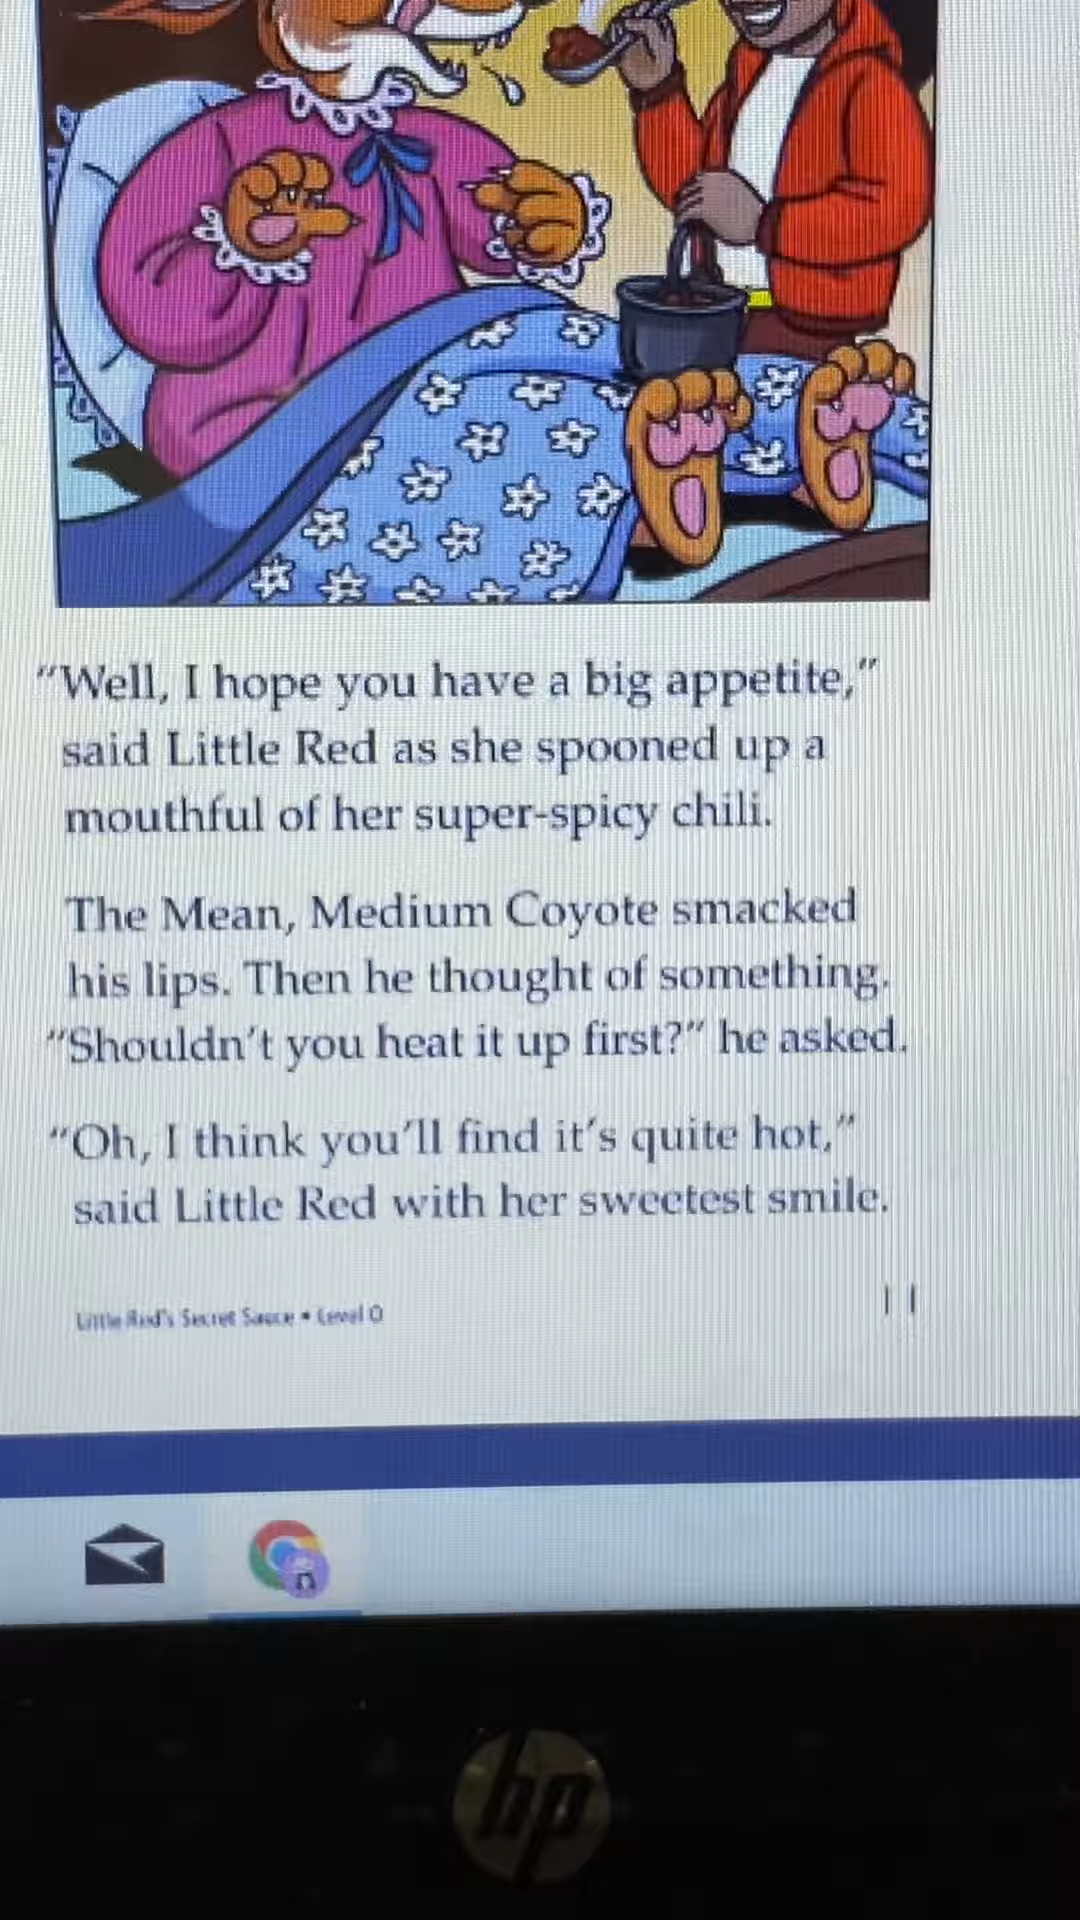 "Well, I hope you have a big appetite,"
said Little Red as she spooned up a
mouthful of her super-spicy chili.
The Mean, Medium Coyote smacked
his lips. Then he thought of something.
"Shouldn't you heat it up first?" he asked.
"Oh, I think you'll find it's quite hot,"
said Little Red with her sweetest smile.
Little Red's Secret Sauce • Level O
11
hp